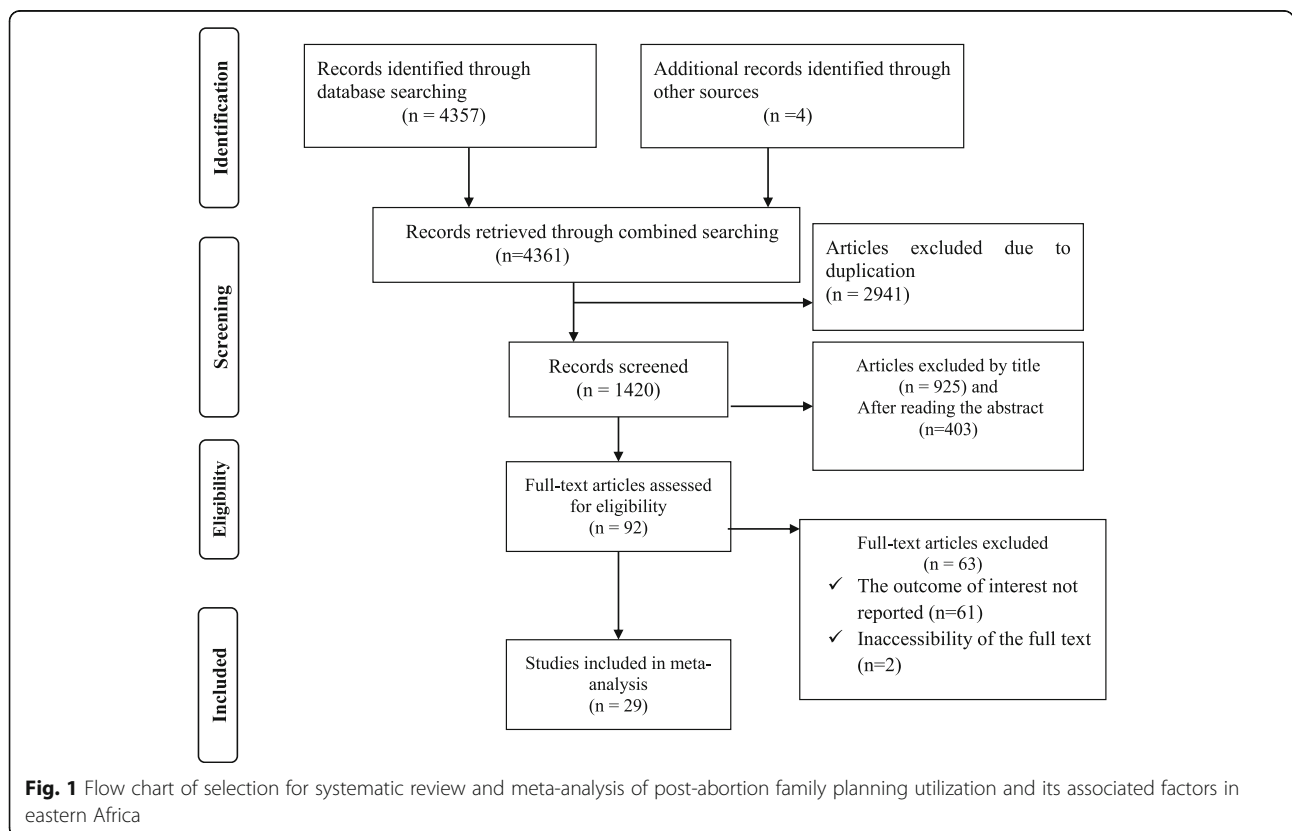 Identification
Records identified through
database searching
(n = 4357)
Additional records identified through
other sources
(n =4)
Records retrieved through combined searching
(n=4361)
Screening
Articles excluded due to
duplication
(n = 2941)
Records screened
(n = 1420)
Articles excluded by title
(n = 925) and
After reading the abstract
(n=403)
Eligibility
Full-text articles assessed
for eligibility
(n = 92)
Full-text articles excluded
(n = 63)
✓ The outcome of interest not
reported (n=61)
✓ Inaccessibility of the full text
(n=2)
Included
Studies included in meta-
analysis
(n = 29)
Fig. 1 Flow chart of selection for systematic review and meta-analysis of post-abortion family planning utilization and its associated factors in
eastern Africa